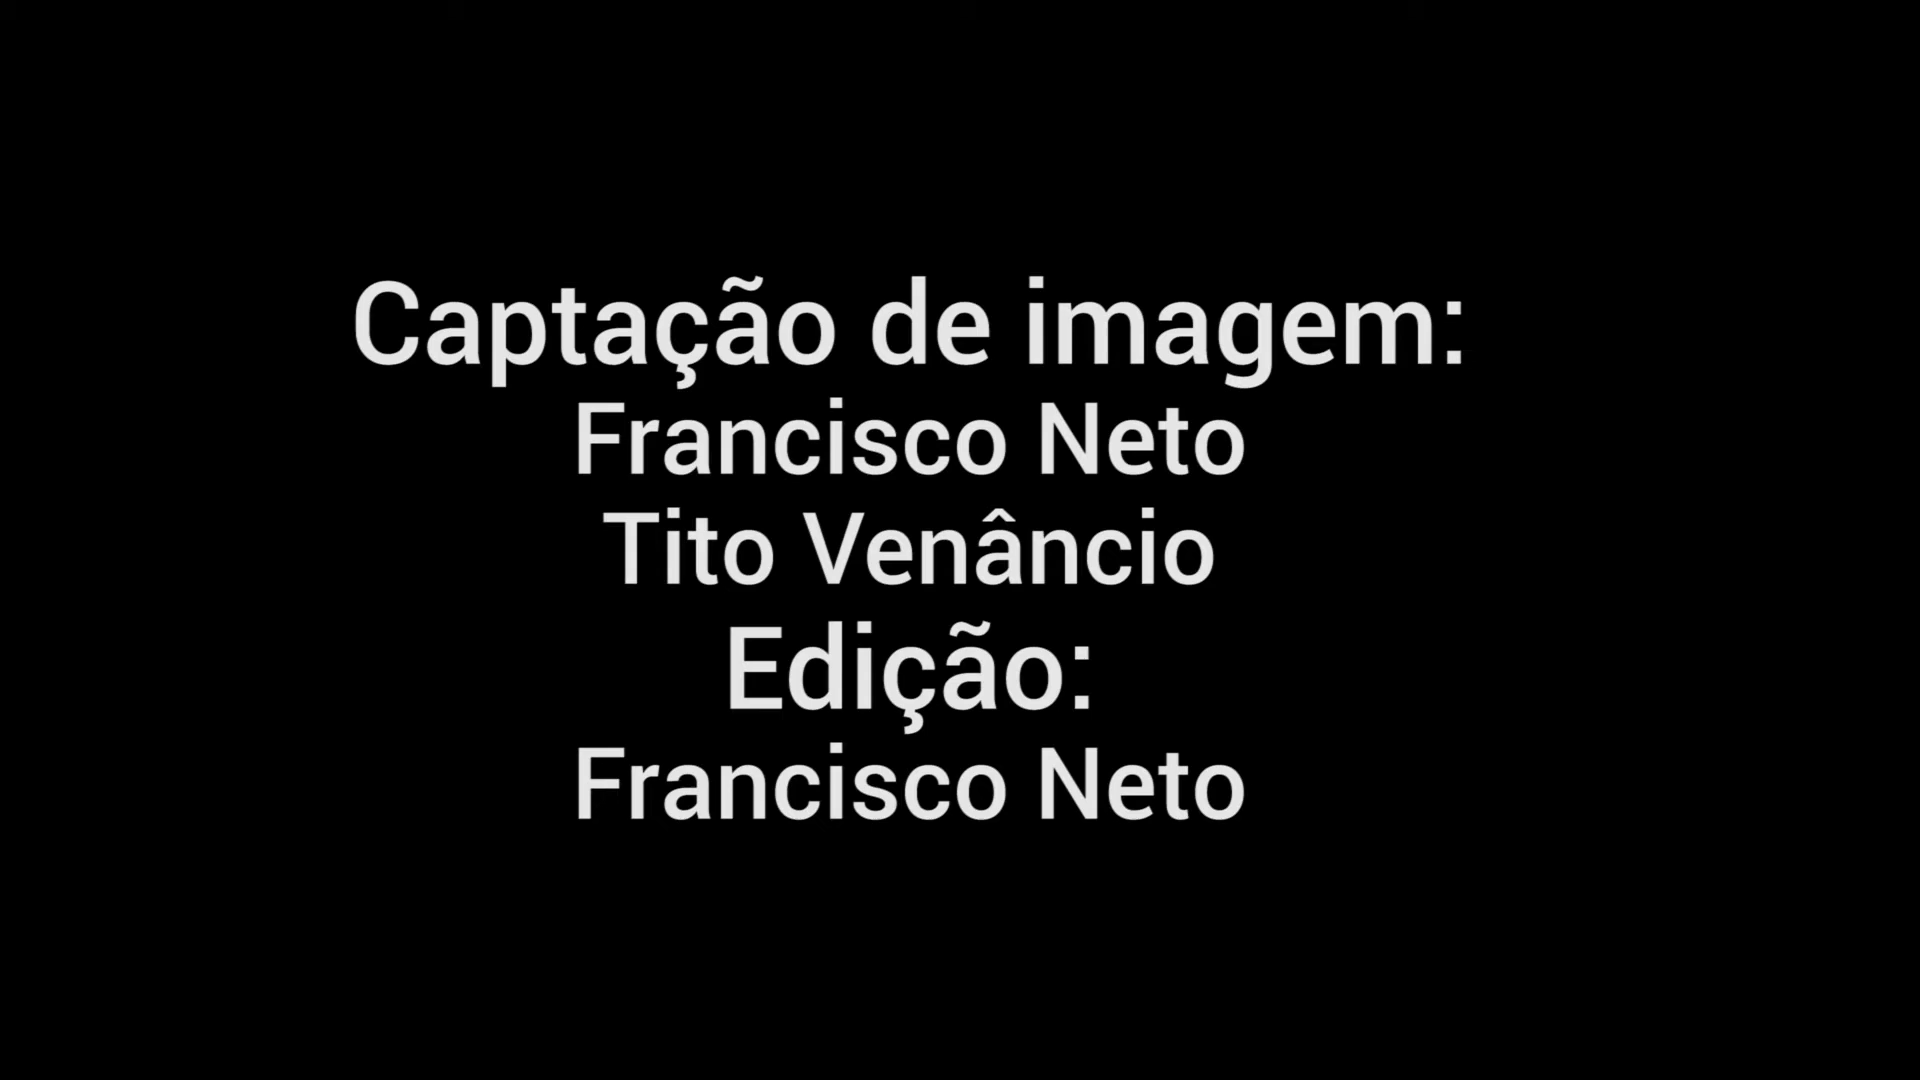 Captação de imagem:
Francisco Neto
Tito Venâncio
Edição:
Francisco Neto